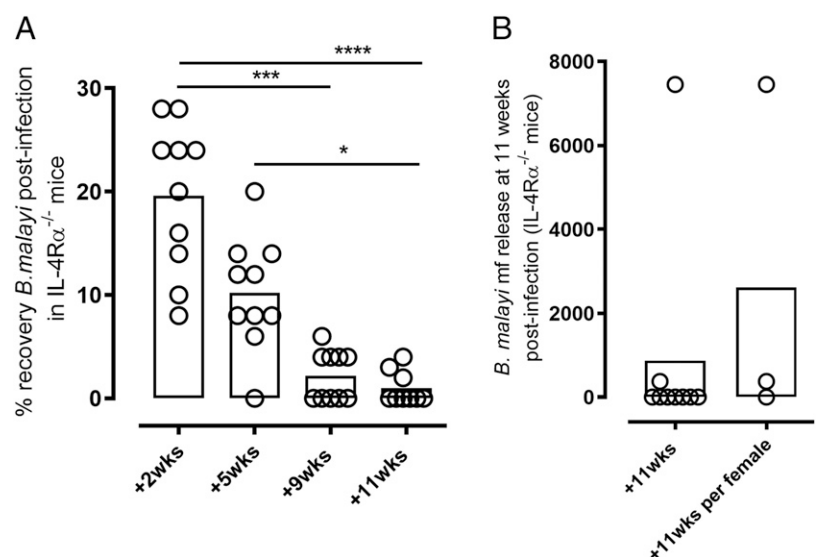 A
% recovery B.malayi post-infection
in IL-4Rα-/- mice
****
***
*
30
20
10
0
+2wks
+5wks
+9wks
+11wks
B
B. malayi mf release at 11 weeks
post-infection (IL-4Rα-/- mice)
8000
6000
4000
2000
0
+11wks
+11wks per female